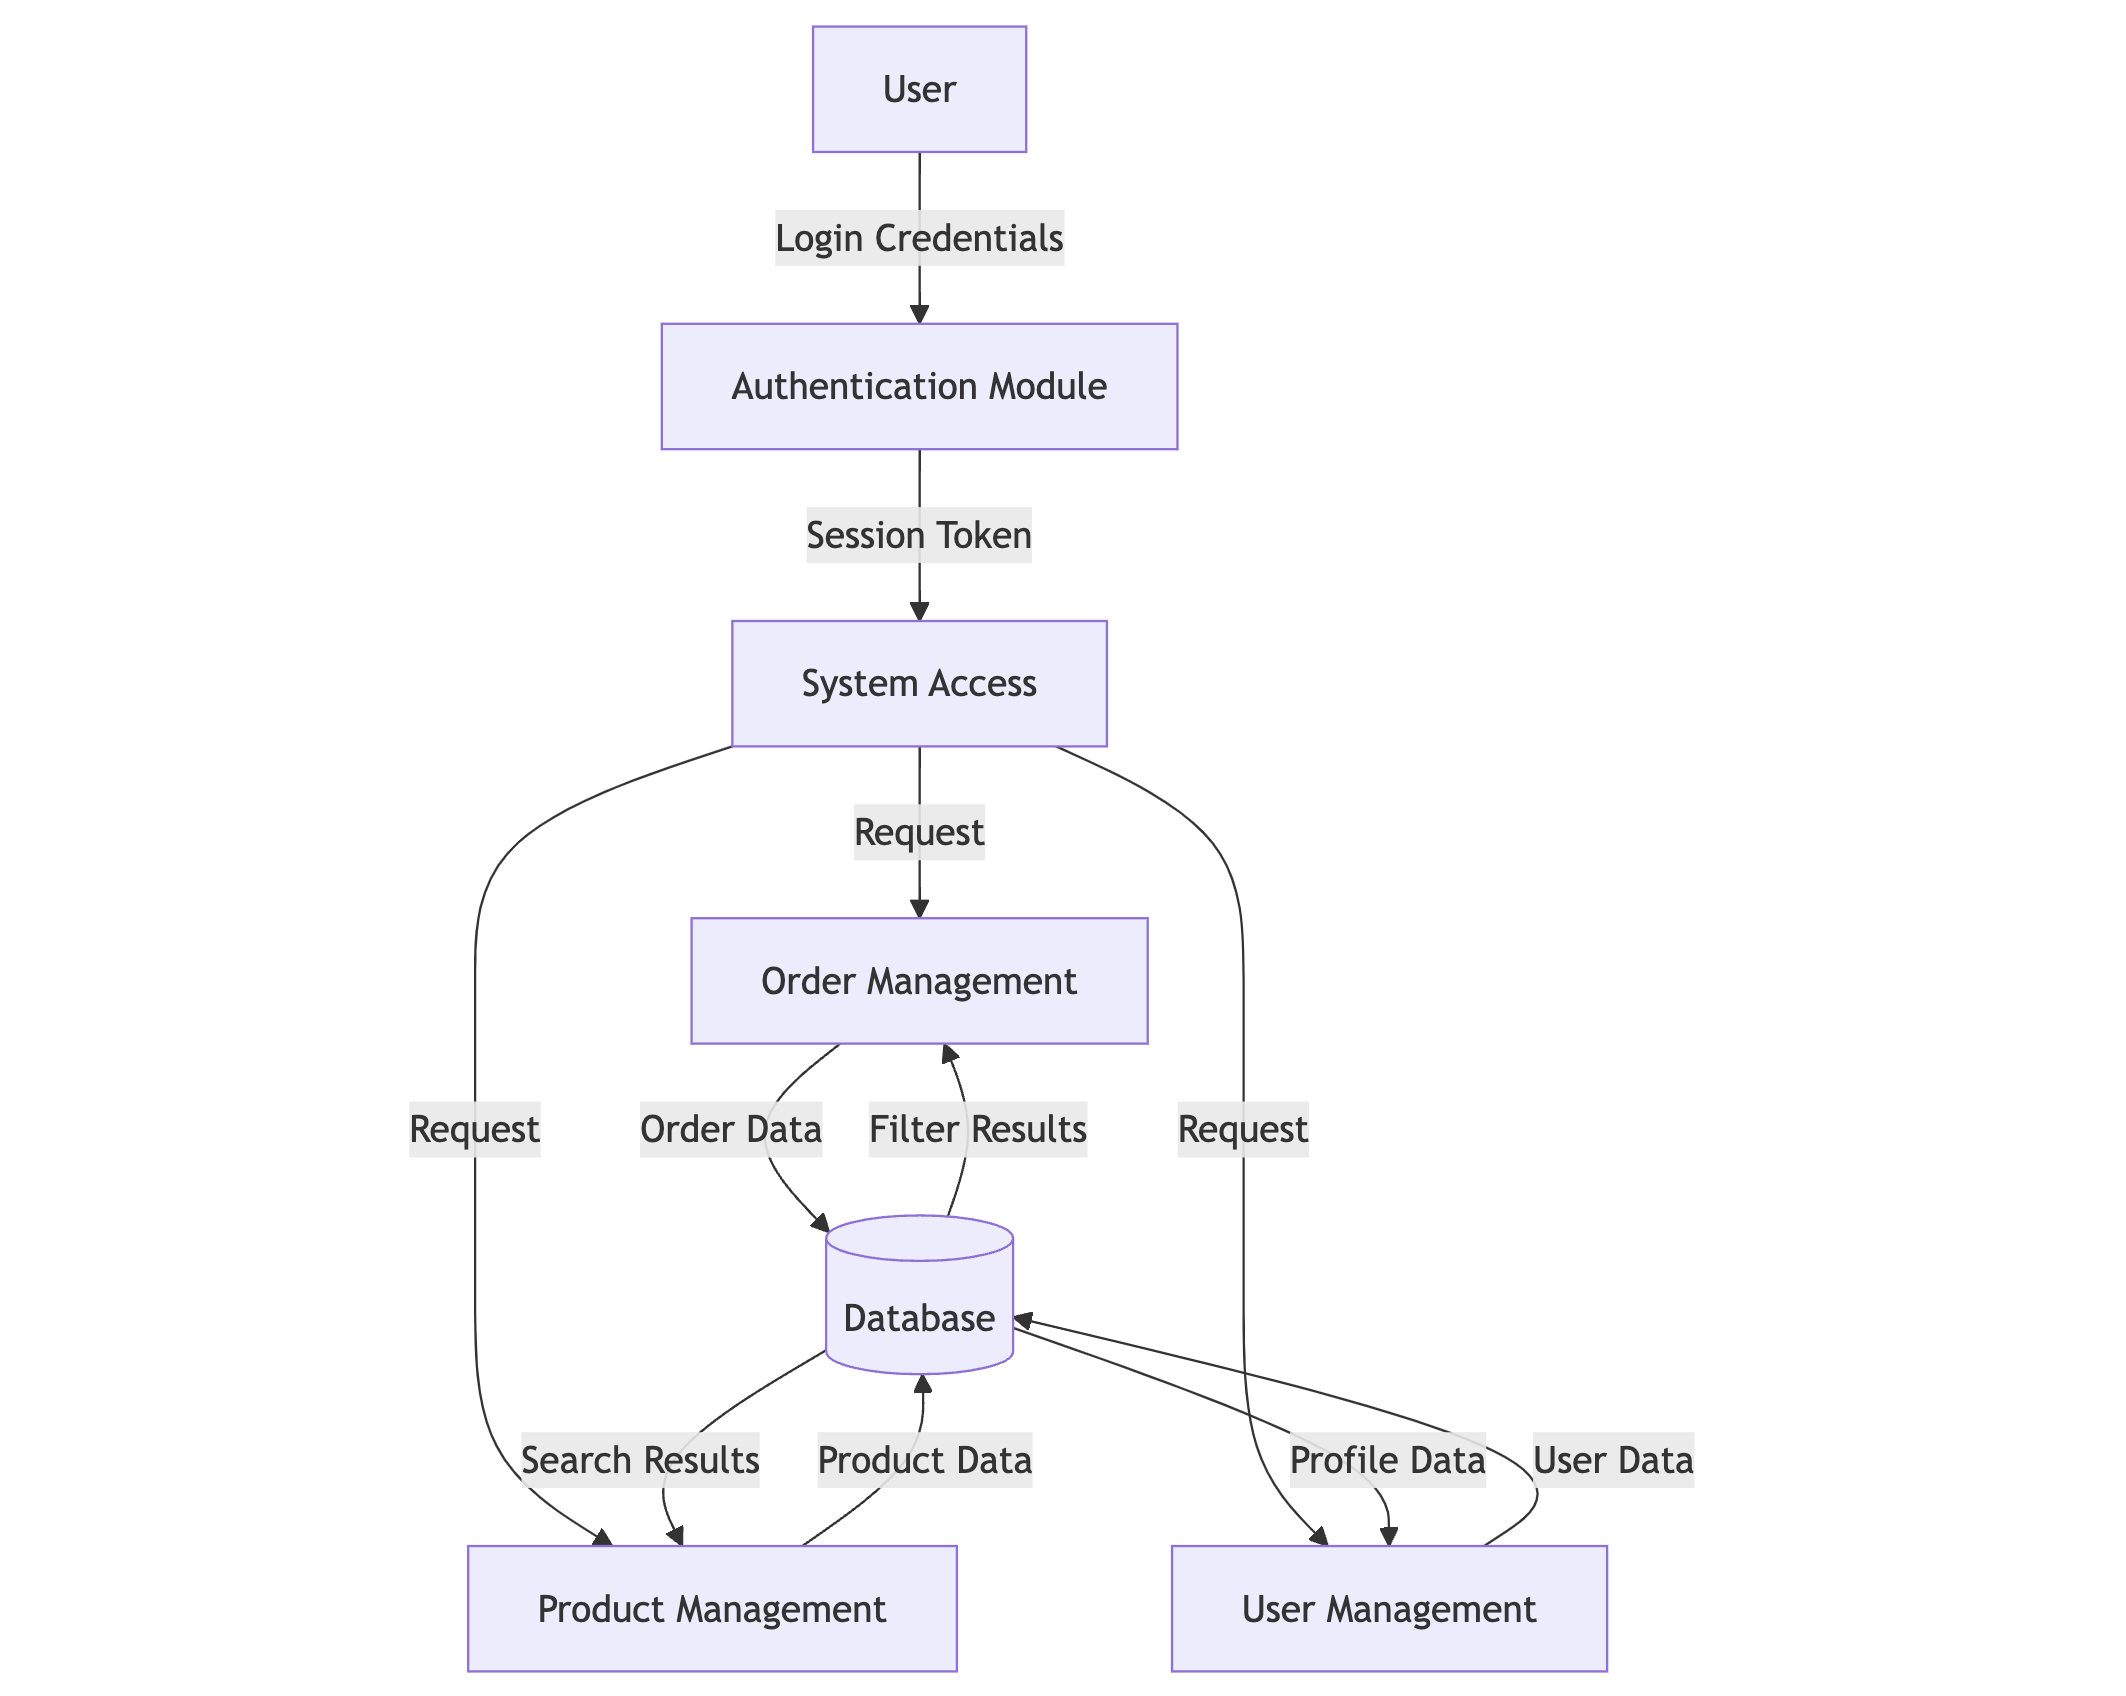 User
Login Credentials
Authentication Module
Session Token
System Access
Request
Order Management
Request
Order Data
Filter Results
Request
Database
Search Results
Product Data
Profile Data
User Data
Product Management
User Management